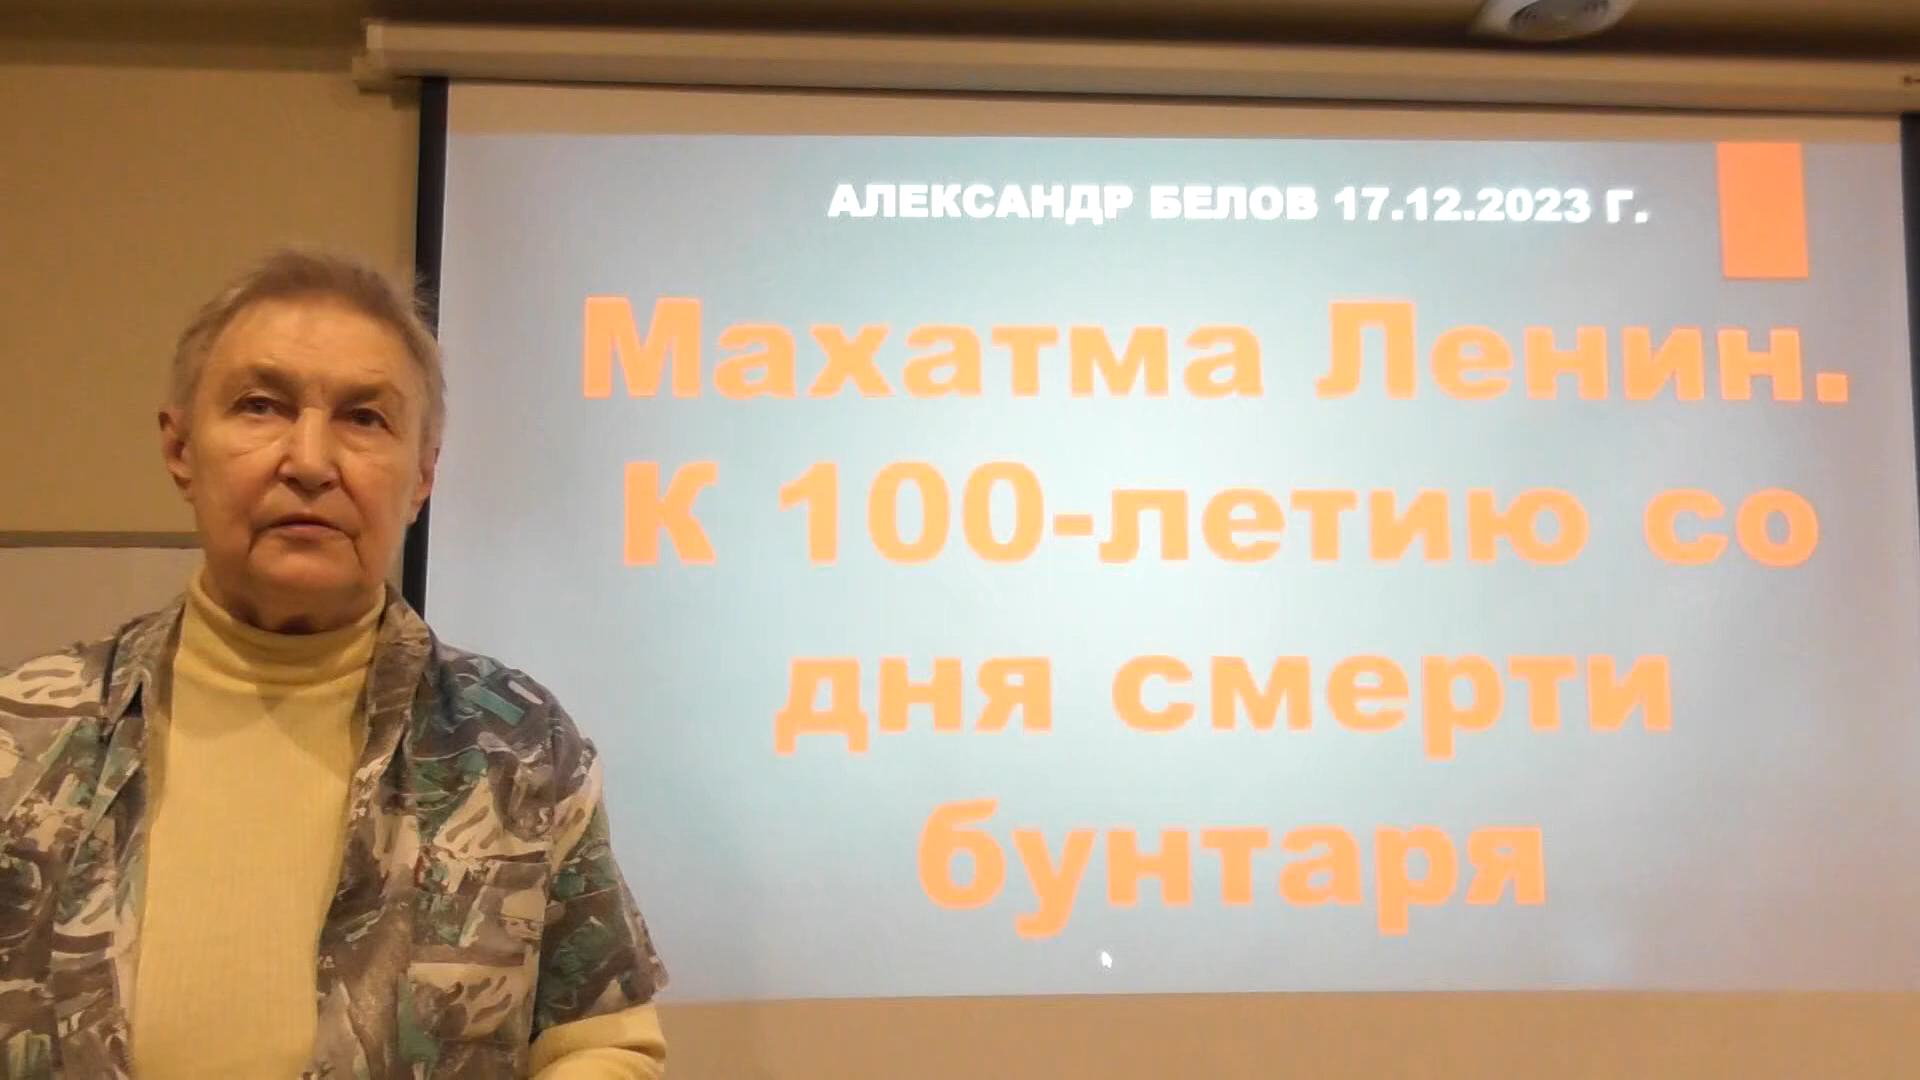 АЛЕКСАНДР БЕЛОВ 17.12.2023 Г.
Махатма Ленин.
К 100-летию со
дня смерти
бунтаря